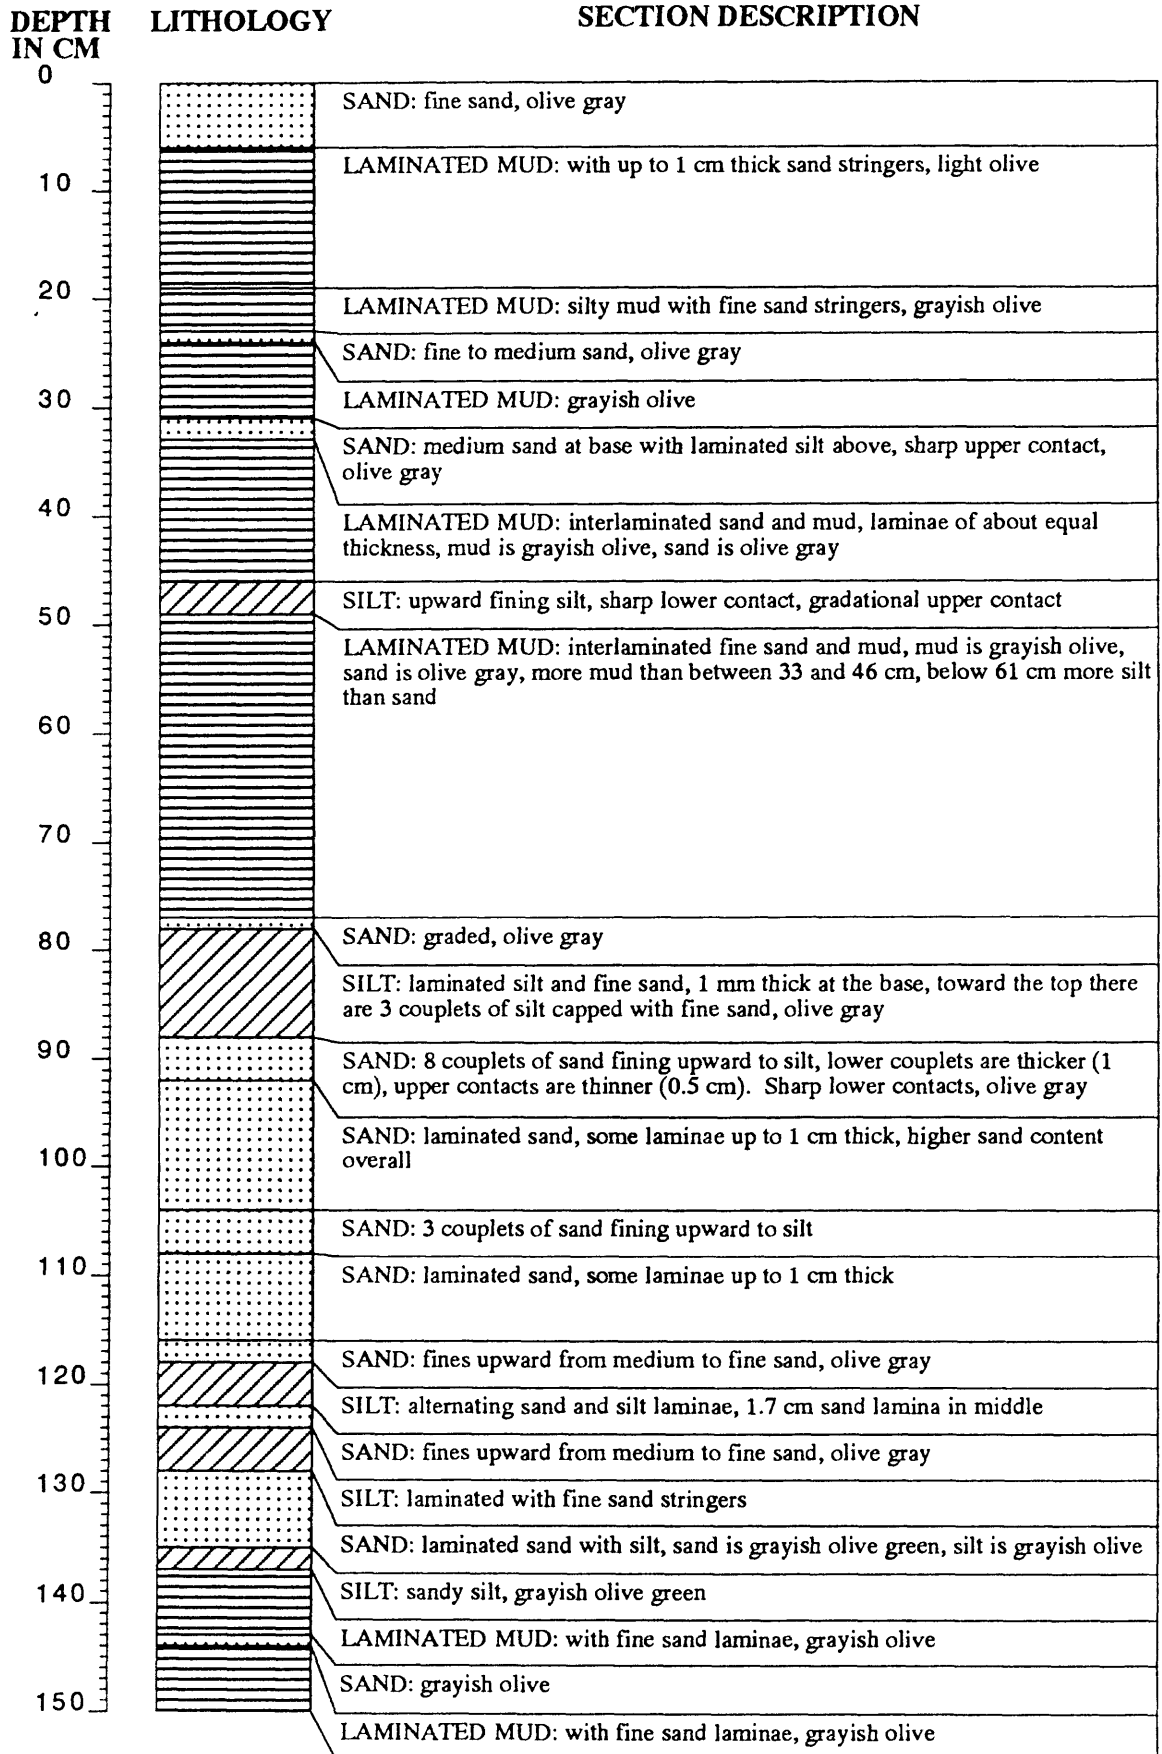 DEPTH LITHOLOGY SECTION DESCRIPTION
IN CM
0
SAND: fine sand, olive gray
LAMINATED MUD: with up to 1 cm thick sand stringers, light olive
10
20
LAMINATED MUD: silty mud with fine sand stringers, grayish olive
SAND: fine to medium sand, olive gray
LAMINATED MUD: grayish olive
30
SAND: medium sand at base with laminated silt above, sharp upper contact,
olive gray
40
LAMINATED MUD: interlaminated sand and mud, laminae of about equal
thickness, mud is grayish olive, sand is olive gray
SILT: upward fining silt, sharp lower contact, gradational upper contact
50
LAMINATED MUD: interlaminated fine sand and mud, mud is grayish olive,
sand is olive gray, more mud than between 33 and 46 cm, below 61 cm more silt
than sand
60
70
80
SAND: graded, olive gray
SILT: laminated silt and fine sand, 1 mm thick at the base, toward the top there
are 3 couplets of silt capped with fine sand, olive gray
90
SAND: 8 couplets of sand fining upward to silt, lower couplets are thicker (1
cm), upper contacts are thinner (0.5 cm). Sharp lower contacts, olive gray
SAND: laminated sand, some laminae up to 1 cm thick, higher sand content
overall
100
SAND: 3 couplets of sand fining upward to silt
110
SAND: laminated sand, some laminae up to 1 cm thick
SAND: fines upward from medium to fine sand, olive gray
120
SILT: alternating sand and silt laminae, 1.7 cm sand lamina in middle
SAND: fines upward from medium to fine sand, olive gray
130
SILT: laminated with fine sand stringers
SAND: laminated sand with silt, sand is grayish olive green, silt is grayish olive
140
SILT: sandy silt, grayish olive green
LAMINATED MUD: with fine sand laminae, grayish olive
SAND: grayish olive
150
LAMINATED MUD: with fine sand laminae, grayish olive